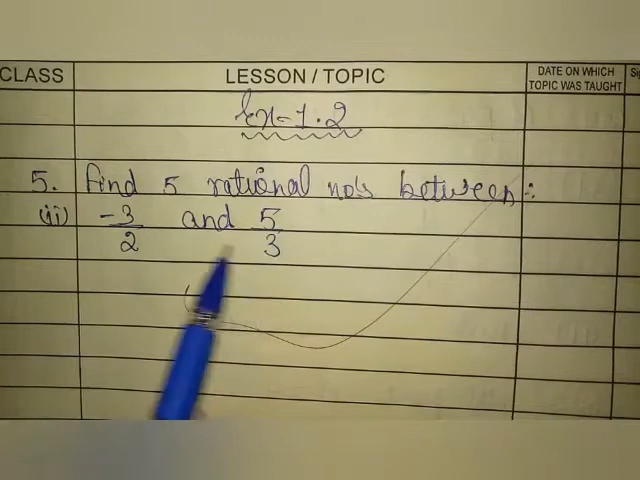 CLASS LESSON / TOPIC DATE ON WHICH TOPIC WAS TAUGHT
Ex-1.2
5. Find 5 rational no's between:
(ii) -3/2 and 5/3